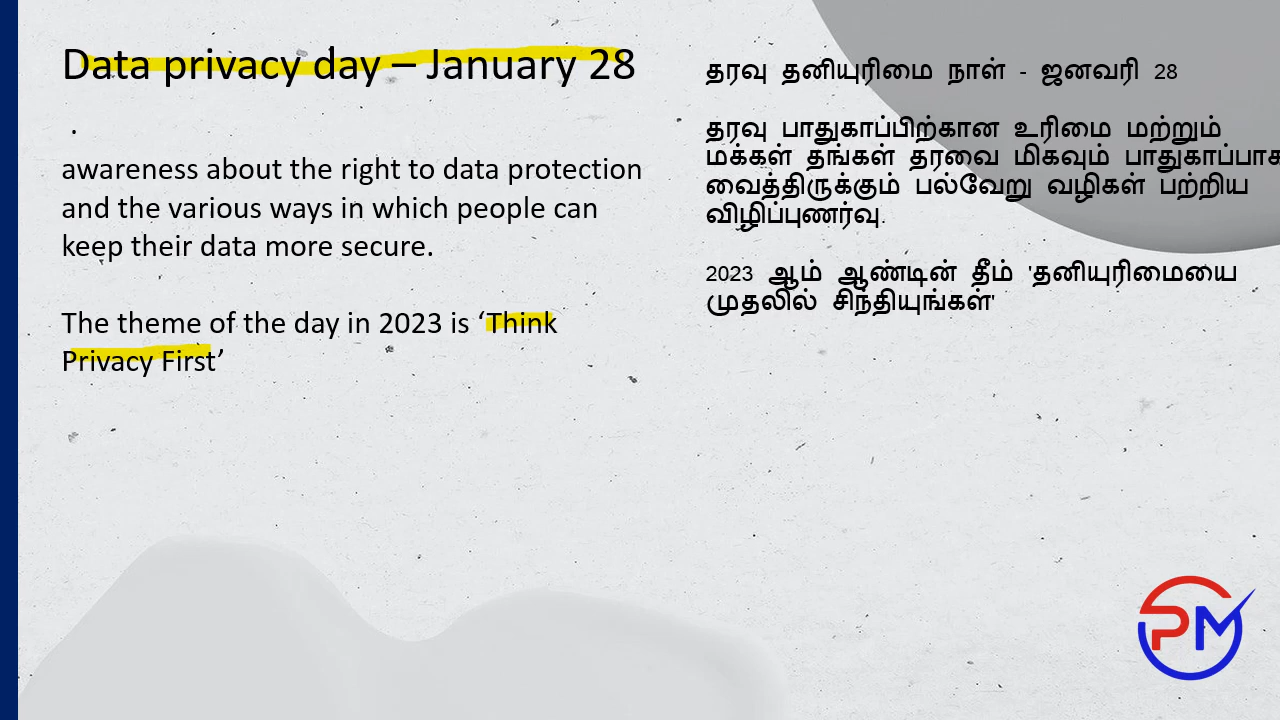 Data privacy day – January 28
.
awareness about the right to data protection
and the various ways in which people can
keep their data more secure.
The theme of the day in 2023 is ‘Think
Privacy First’
தரவு தனியுரிமை நாள் - ஜனவரி 28
தரவு பாதுகாப்பிற்கான உரிமை மற்றும்
மக்கள் தங்கள் தரவை மிகவும் பாதுகாப்பாக
வைத்திருக்கும் பல்வேறு வழிகள் பற்றிய
விழிப்புணர்வு.
2023 ஆம் ஆண்டின் தீம் 'தனியுரிமையை
முதலில் சிந்தியுங்கள்'
PM